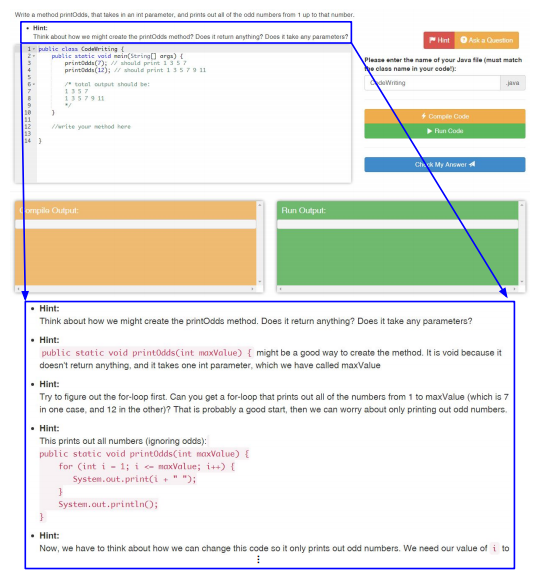 Write a method printOdds, that takes in an int parameter, and prints out all of the odd numbers from 1 up to that number.
• Hint:
Think about how we might create the printOdds method? Does it return anything? Does it take any parameters?
1 public class CodeWriting {
2 public static void main(String[] args) {
3 printOdds(7); // should print 1 3 5 7
4 printOdds(12); // should print 1 3 5 7 9 11
5
6 /* total output should be:
7 1 3 5 7
8 1 3 5 7 9 11
9 */
10 }
11
12 //write your method here
13
14 }
Hint
Ask a Question
Please enter the name of your Java file (must match
the class name in your code!):
CodeWriting
.java
Compile Code
Run Code
Check My Answer
Compile Output:
Run Output:
• Hint:
Think about how we might create the printOdds method. Does it return anything? Does it take any parameters?
• Hint:
public static void printOdds(int maxValue) { might be a good way to create the method. It is void because it
doesn't return anything, and it takes one int parameter, which we have called maxValue
• Hint:
Try to figure out the for-loop first. Can you get a for-loop that prints out all of the numbers from 1 to maxValue (which is 7
in one case, and 12 in the other)? That is probably a good start, then we can worry about only printing out odd numbers.
• Hint:
This prints out all numbers (ignoring odds):
public static void printOdds(int maxValue) {
for (int i = 1; i <= maxValue; i++) {
System.out.print(i + " ");
}
System.out.println();
}
• Hint:
Now, we have to think about how we can change this code so it only prints out odd numbers. We need our value of i to
⋮